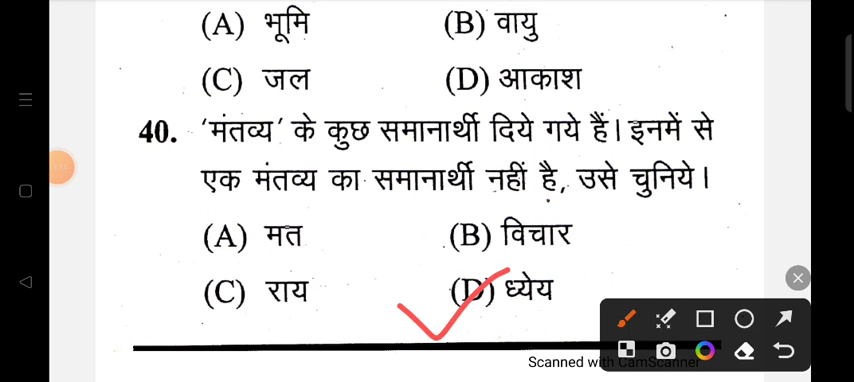 (A) भूमि (B) वायु
(C) जल (D) आकाश
40. 'मंतव्य' के कुछ समानार्थी दिये गये हैं। इनमें से
एक मंतव्य का समानार्थी नहीं है, उसे चुनिये।
(A) मत (B) विचार
(C) राय (D) ध्येय
Scanned with CamScanner